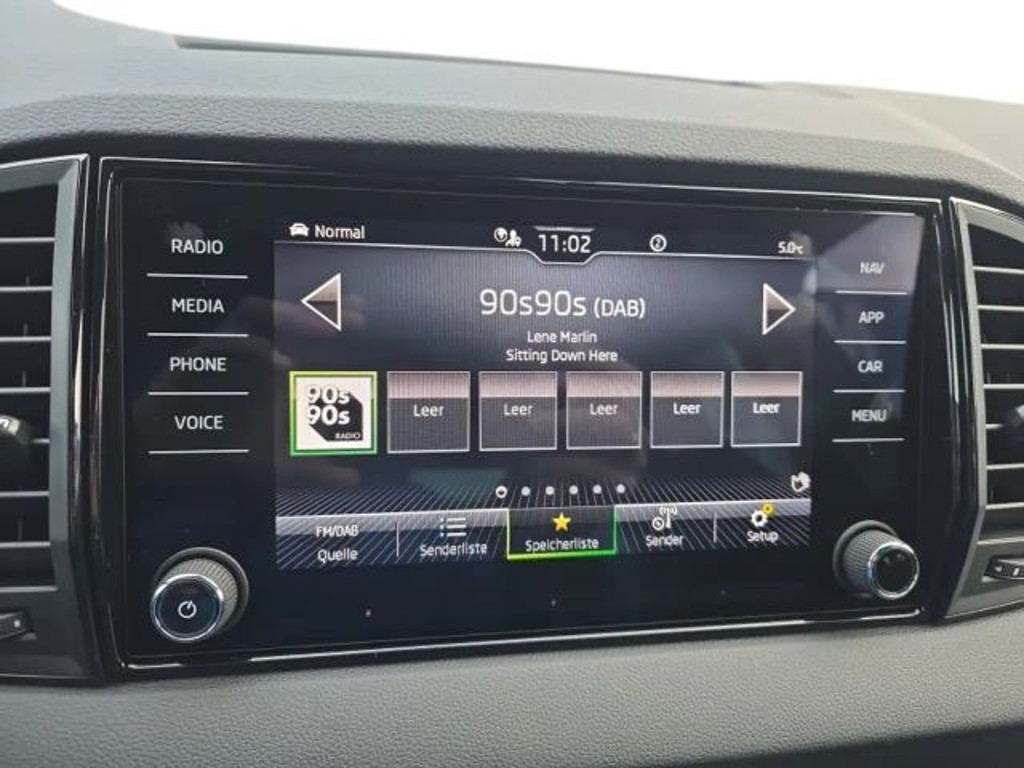 Normal
11:02
2
5.0°C
RADIO
MEDIA
PHONE
VOICE
NAV
APP
CAR
MENU
90s90s (DAB)
Lene Marlin
Sitting Down Here
90s
90s
RADIO
Leer
Leer
Leer
Leer
Leer
FM/DAB
Quelle
Senderliste
Speicherliste
Sender
Setup